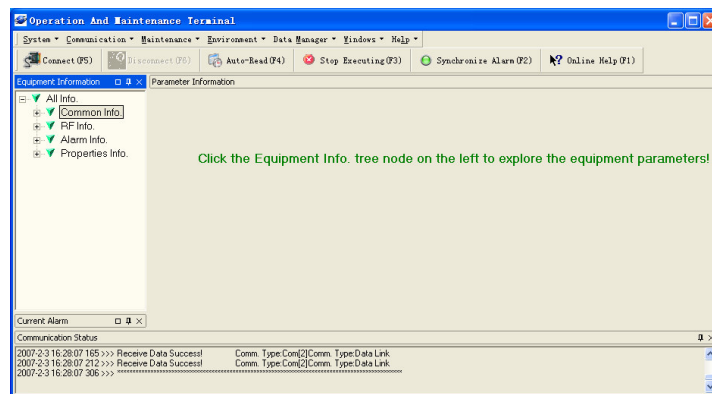 Operation And Maintenance Terminal
System Communication Maintenance Environment Data Manager Windows Help
Connect(F5) Disconnect(F6) Auto-Read(F4) Stop Executing(F3) Synchronize Alarm(F2) Online Help(F1)
Equipment Information Parameter Information
All Info.
Common Info.
RF Info.
Alarm Info.
Properties Info.
Click the Equipment Info. tree node on the left to explore the equipment parameters!
Current Alarm
Communication Status
2007-2-3 16:28:07 165 >>> Receive Data Success! Comm. Type:Com[2]Comm. Type:Data Link
2007-2-3 16:28:07 212 >>> Receive Data Success! Comm. Type:Com[2]Comm. Type:Data Link
2007-2-3 16:28:07 306 >>>